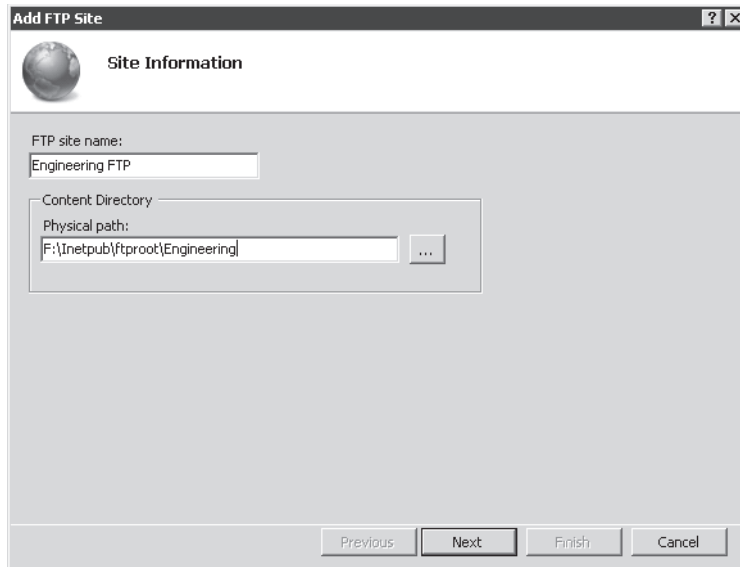 Add FTP Site
Site Information
FTP site name:
Engineering FTP
Content Directory
Physical path:
F:\Inetpub\ftproot\Engineering
...
Previous Next Finish Cancel